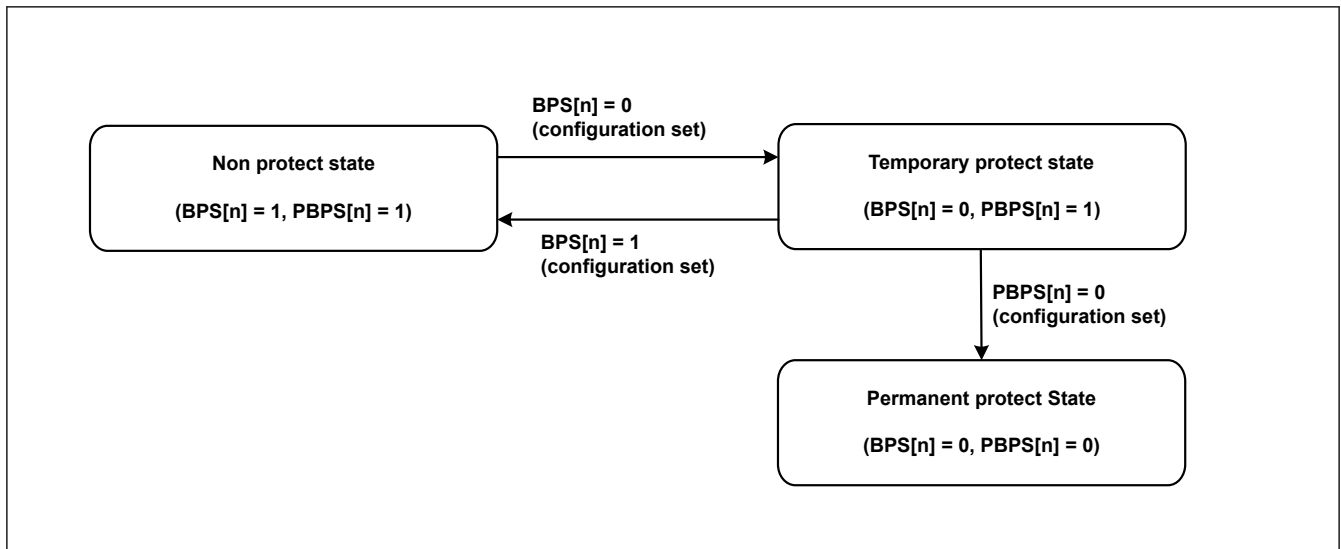 BPS[n] = 0
(configuration set)
Non protect state
(BPS[n] = 1, PBPS[n] = 1)
Temporary protect state
(BPS[n] = 0, PBPS[n] = 1)
BPS[n] = 1
(configuration set)
PBPS[n] = 0
(configuration set)
Permanent protect State
(BPS[n] = 0, PBPS[n] = 0)